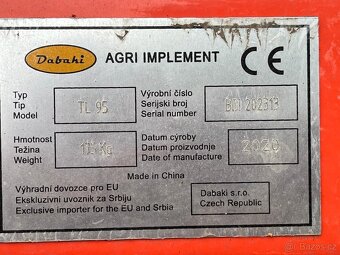 Dabaki AGRI IMPLEMENT CE
Typ
Tip
Model
TL 95
Výrobní číslo
Serijski broj
Serial number
Hmotnost
Težina
Weight
Kg
Datum výroby
Datum proizvodnje
Date of manufacture
2020
Made in China
Výhradní dovozce pro EU
Ekskluzivni uvoznik za Srbiju
Exclusive importer for the EU and Serbia
Dabaki s.r.o.
Czech Republic